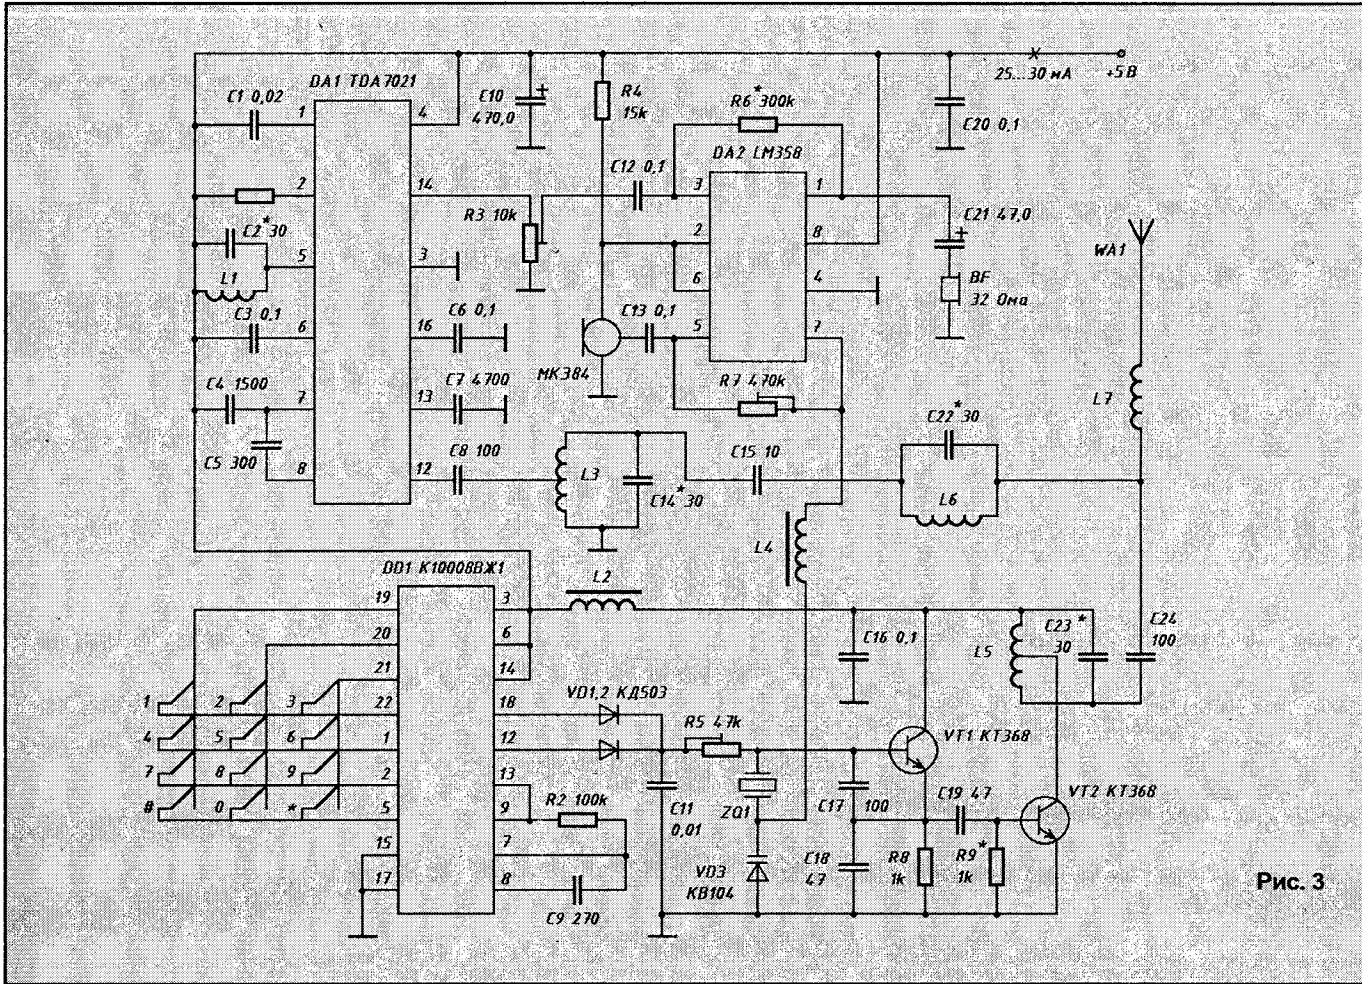 DA1 TDA7021
C1 0,02
1
4
2
14
C2* 30
5
3
L1
C3 0,1
6
16
C6 0,1
C4 1500
7
13
C7 4700
C5 300
8
12
C8 100
C10
470,0
+
R4
15k
R3 10k
C12 0,1
R6* 300k
DA2 LM358
3
1
2
8
6
4
5
7
C13 0,1
МК384
R7 470k
25...30 мА
+5 В
C20 0,1
C21 47,0
+
BF
32 Ома
WA1
L7
C22* 30
L6
C15 10
L3
C14* 30
L4
L2
DD1 К10008ВЖ1
19
3
20
6
21
14
22
18
1
12
2
13
5
9
15
7
17
8
1
2
3
4
5
6
7
8
9
#
0
*
VD1,2 КД503
R5 47k
R2 100k
C9 270
C11
0,01
ZQ1
VD3
КВ104
C16 0,1
C17 100
C18
47
VT1 КТ368
C19 47
R8
1k
R9*
1k
VT2 КТ368
L5
C23*
30
C24
100
Рис. 3